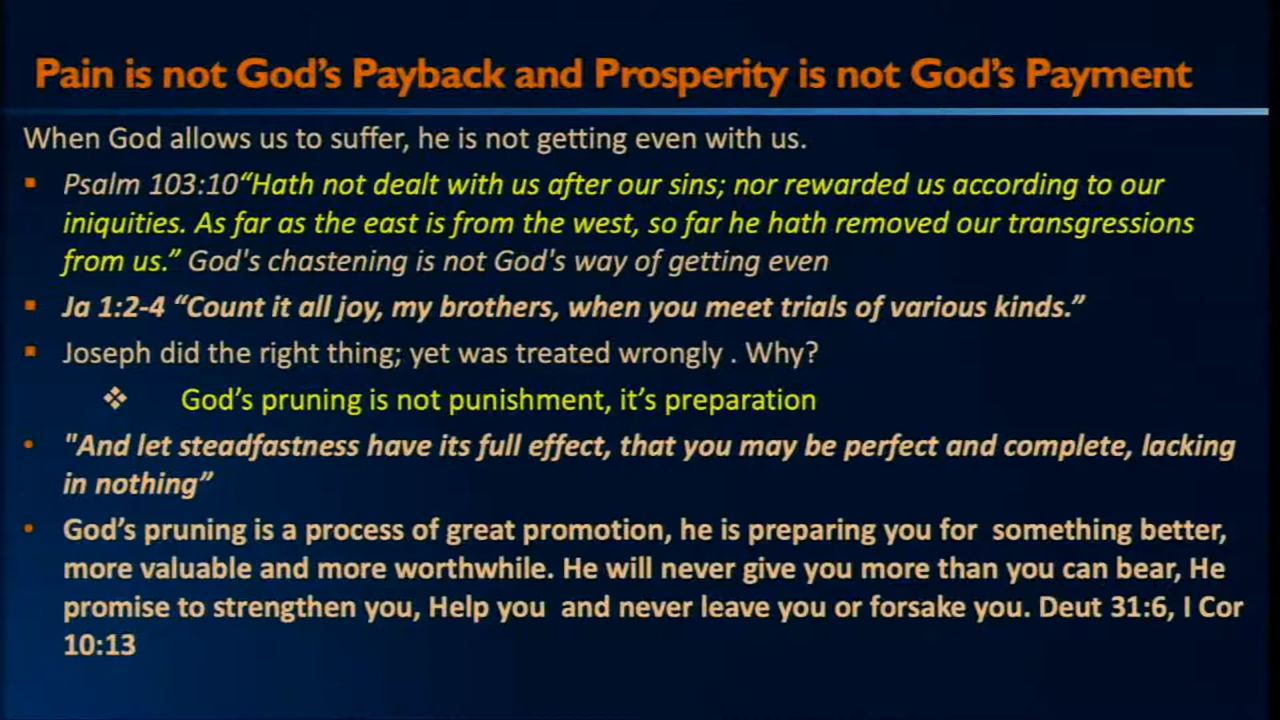 Pain is not God's Payback and Prosperity is not God's Payment
When God allows us to suffer, he is not getting even with us.
▪ Psalm 103:10“Hath not dealt with us after our sins; nor rewarded us according to our
iniquities. As far as the east is from the west, so far he hath removed our transgressions
from us.” God's chastening is not God's way of getting even
▪ Ja 1:2-4 “Count it all joy, my brothers, when you meet trials of various kinds.”
▪ Joseph did the right thing; yet was treated wrongly . Why?
❖ God’s pruning is not punishment, it’s preparation
• "And let steadfastness have its full effect, that you may be perfect and complete, lacking
in nothing”
• God’s pruning is a process of great promotion, he is preparing you for something better,
more valuable and more worthwhile. He will never give you more than you can bear, He
promise to strengthen you, Help you and never leave you or forsake you. Deut 31:6, I Cor
10:13